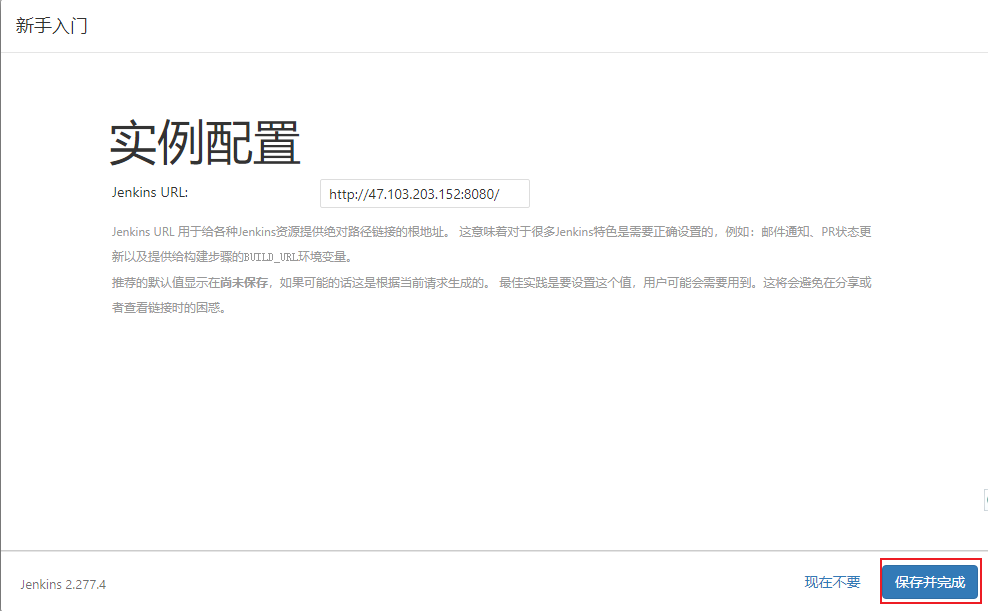 新手入门
实例配置
Jenkins URL: http://47.103.203.152:8080/
Jenkins URL 用于给各种Jenkins资源提供绝对路径链接的根地址。 这意味着对于很多Jenkins特色是需要正确设置的，例如：邮件通知、PR状态更
新以及提供给构建步骤的BUILD_URL环境变量。
推荐的默认值显示在尚未保存，如果可能的话这是根据当前请求生成的。 最佳实践是要设置这个值，用户可能会需要用到。这将会避免在分享或
者查看链接时的困惑。
Jenkins 2.277.4 现在不要 保存并完成